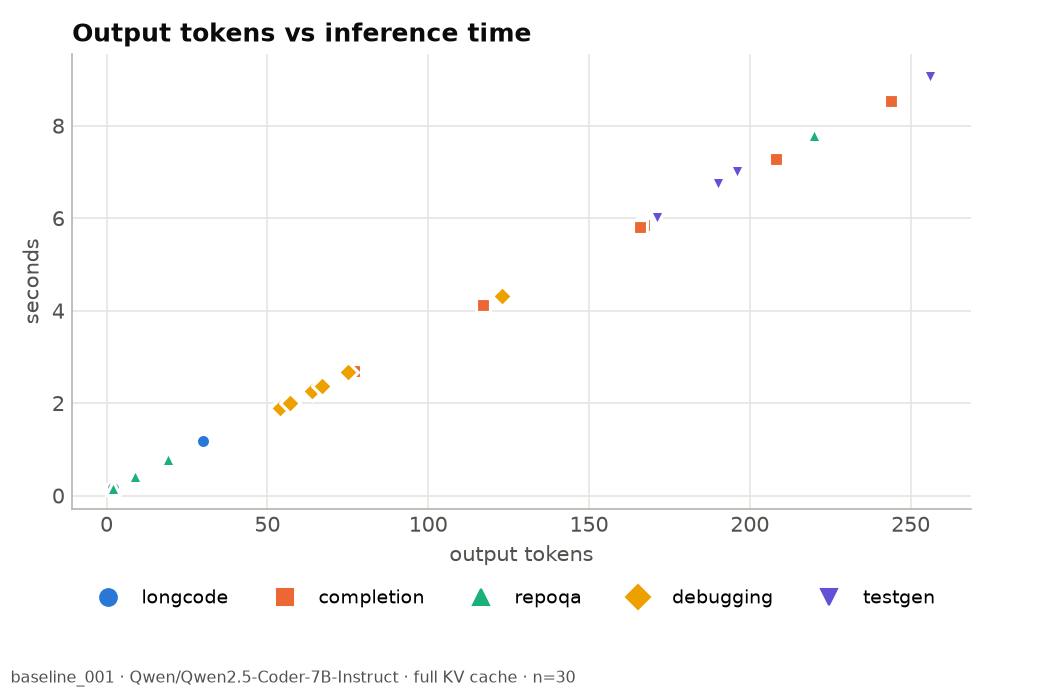 Output tokens vs inference time
8
6
4
2
0
seconds
0 50 100 150 200 250
output tokens
longcode completion repoqa debugging testgen
baseline_001 · Qwen/Qwen2.5-Coder-7B-Instruct · full KV cache · n=30